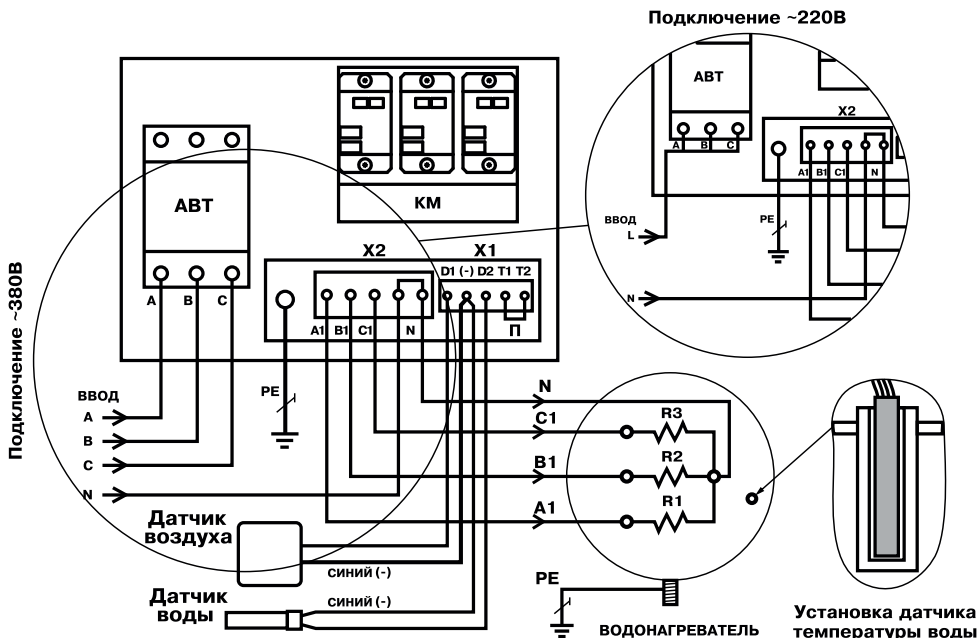 Подключение ~220В
АВТ
A B C
X2
A1 B1 C1 N
ВВОД
L
PE
N
Подключение ~380В
АВТ
КМ
A B C
X2 X1
D1 (-) D2 T1 T2
A1 B1 C1 N
П
PE
ВВОД
A
B
C
N
N
C1
B1
A1
R3
R2
R1
Датчик
воздуха
СИНИЙ (-)
Датчик
воды
СИНИЙ (-)
PE
ВОДОНАГРЕВАТЕЛЬ
Установка датчика
температуры воды